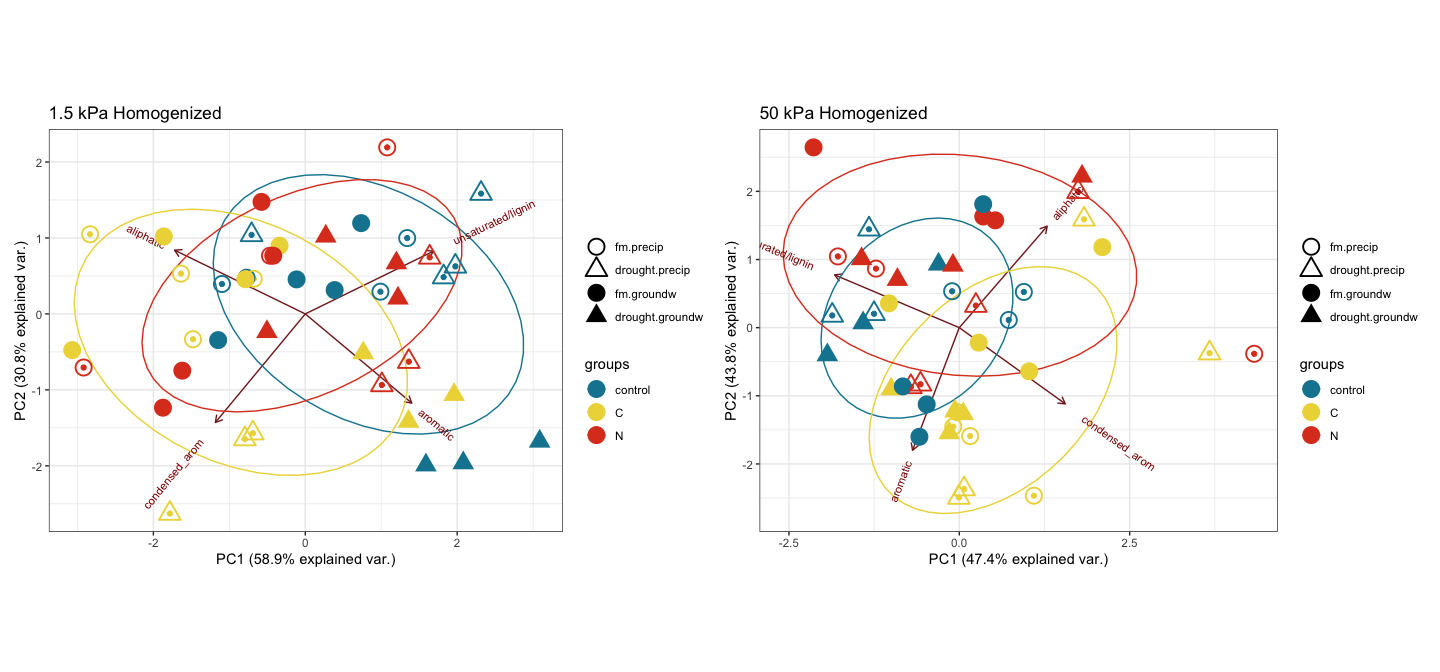 1.5 kPa Homogenized
PC2 (30.8% explained var.)
2
1
0
-1
-2
-2
0
2
PC1 (58.9% explained var.)
aliphatic
unsaturated/lignin
aromatic
condensed_arom
fm.precip
drought.precip
fm.groundw
drought.groundw
groups
control
C
N
50 kPa Homogenized
PC2 (43.8% explained var.)
2
1
0
-1
-2
-2.5
0.0
2.5
PC1 (47.4% explained var.)
aliphatic
rated/lignin
aromatic
condensed_arom
fm.precip
drought.precip
fm.groundw
drought.groundw
groups
control
C
N